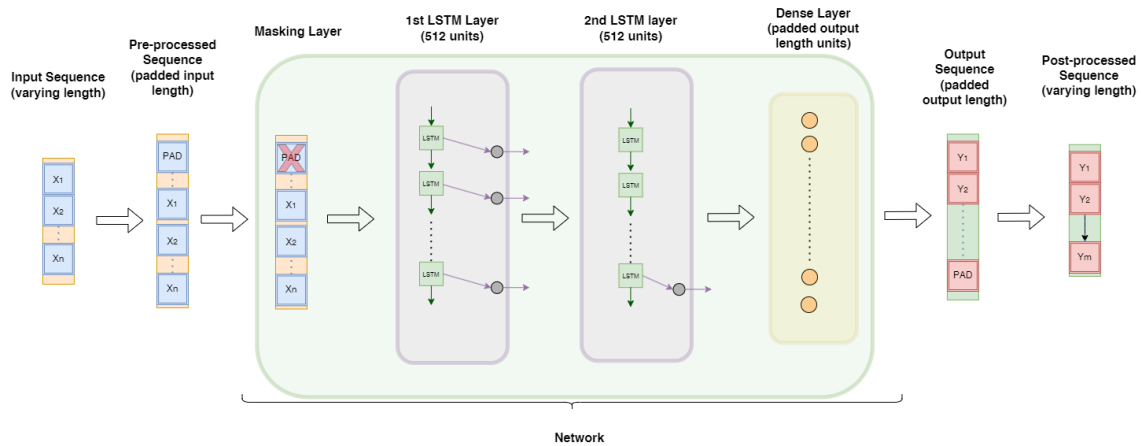 Input Sequence
(varying length)
Pre-processed
Sequence
(padded input
length)
Masking Layer
1st LSTM Layer
(512 units)
2nd LSTM layer
(512 units)
Dense Layer
(padded output
length units)
Output
Sequence
(padded
output length)
Post-processed
Sequence
(varying length)
X1
X2
Xn
PAD
X1
X2
Xn
PAD
X1
X2
Xn
LSTM
LSTM
LSTM
LSTM
LSTM
LSTM
Y1
Y2
PAD
Y1
Y2
Ym
Network